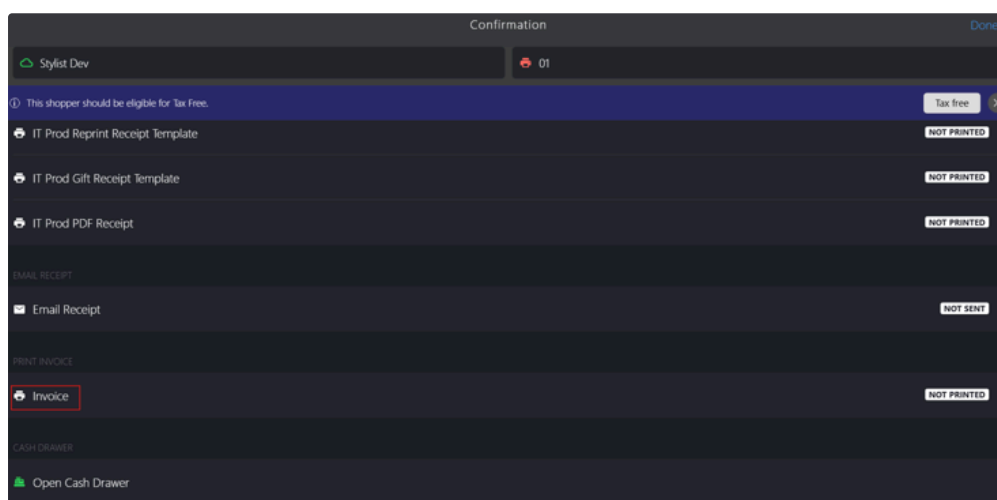 Confirmation
Done
Stylist Dev
01
This shopper should be eligible for Tax Free.
Tax free
IT Prod Reprint Receipt Template
NOT PRINTED
IT Prod Gift Receipt Template
NOT PRINTED
IT Prod PDF Receipt
NOT PRINTED
EMAIL RECEIPT
Email Receipt
NOT SENT
PRINT INVOICE
Invoice
NOT PRINTED
CASH DRAWER
Open Cash Drawer